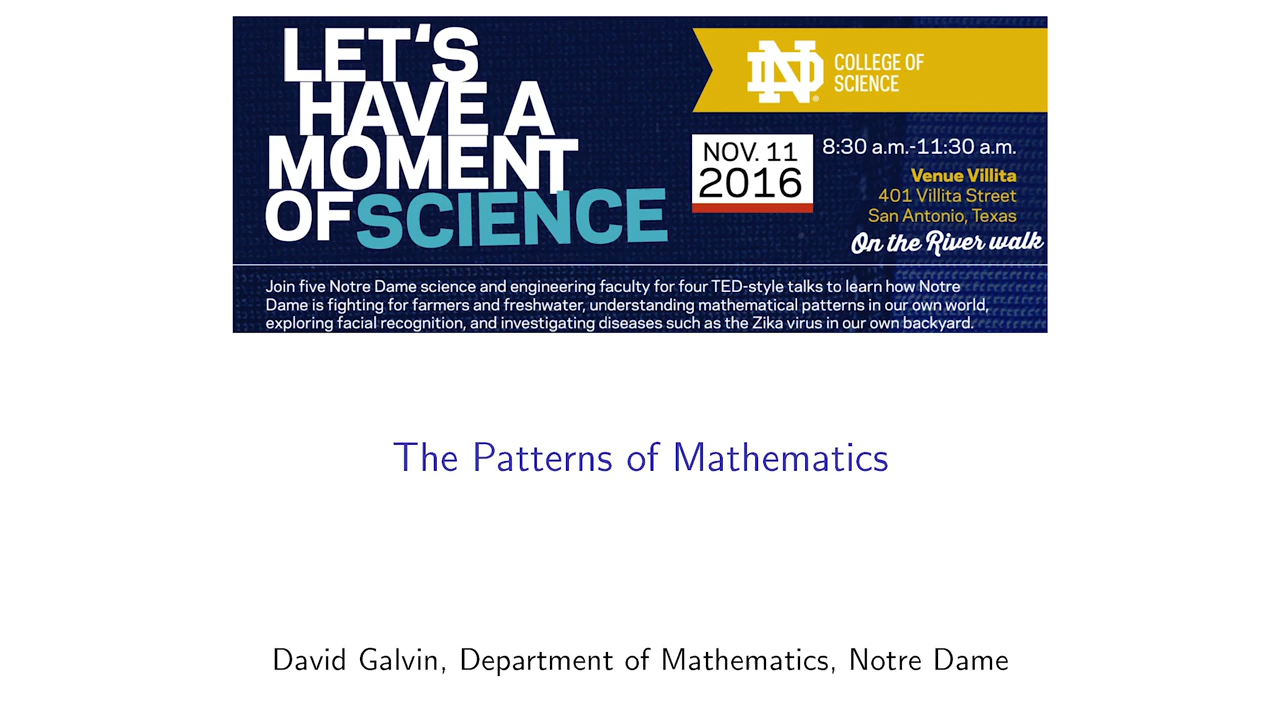 LET'S
HAVE A
MOMENT
OF SCIENCE
ND COLLEGE OF
SCIENCE
NOV. 11
2016
8:30 a.m.-11:30 a.m.
Venue Villita
401 Villita Street
San Antonio, Texas
On the River walk
Join five Notre Dame science and engineering faculty for four TED-style talks to learn how Notre
Dame is fighting for farmers and freshwater, understanding mathematical patterns in our own world,
exploring facial recognition, and investigating diseases such as the Zika virus in our own backyard.
The Patterns of Mathematics
David Galvin, Department of Mathematics, Notre Dame